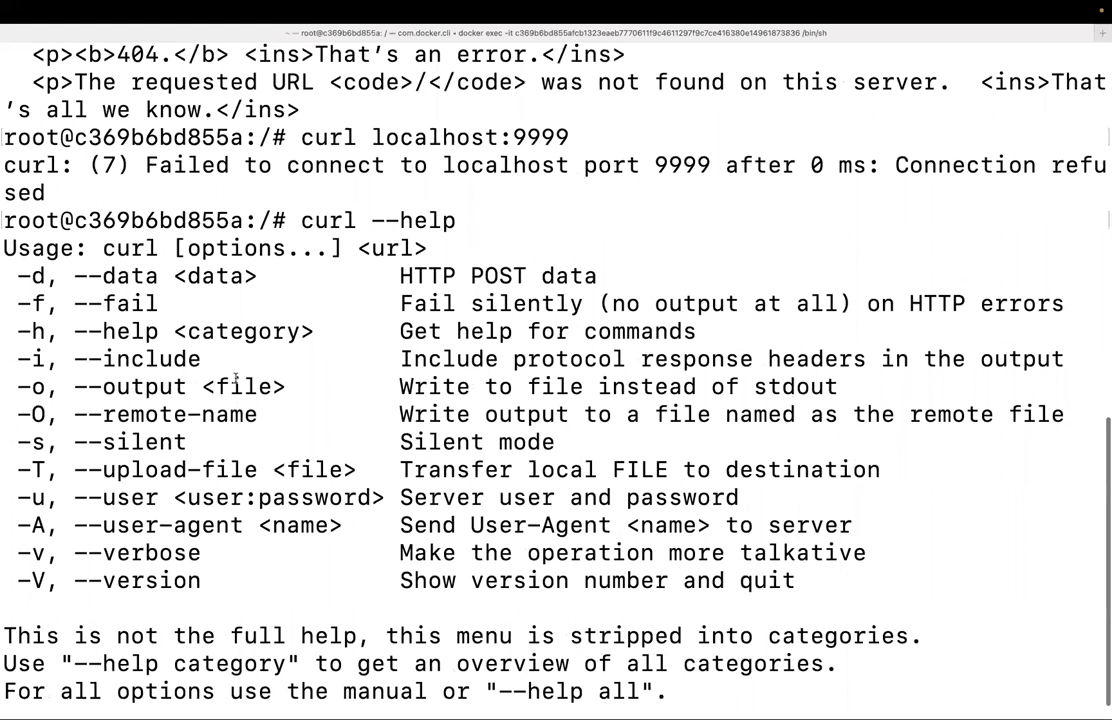 ~ — root@c369b6bd855a: / — com.docker.cli • docker exec -it c369b6bd855afcb1323eaeb7770611f9c4611297f9c7ce416380e14961873836 /bin/sh
<p><b>404.</b> <ins>That's an error.</ins>
<p>The requested URL <code>/</code> was not found on this server.  <ins>That
's all we know.</ins>
root@c369b6bd855a:/# curl localhost:9999
curl: (7) Failed to connect to localhost port 9999 after 0 ms: Connection refu
sed
root@c369b6bd855a:/# curl --help
Usage: curl [options...] <url>
-d, --data <data>          HTTP POST data
-f, --fail                 Fail silently (no output at all) on HTTP errors
-h, --help <category>      Get help for commands
-i, --include              Include protocol response headers in the output
-o, --output <file>        Write to file instead of stdout
-O, --remote-name          Write output to a file named as the remote file
-s, --silent               Silent mode
-T, --upload-file <file>   Transfer local FILE to destination
-u, --user <user:password> Server user and password
-A, --user-agent <name>    Send User-Agent <name> to server
-v, --verbose              Make the operation more talkative
-V, --version              Show version number and quit
This is not the full help, this menu is stripped into categories.
Use "--help category" to get an overview of all categories.
For all options use the manual or "--help all".